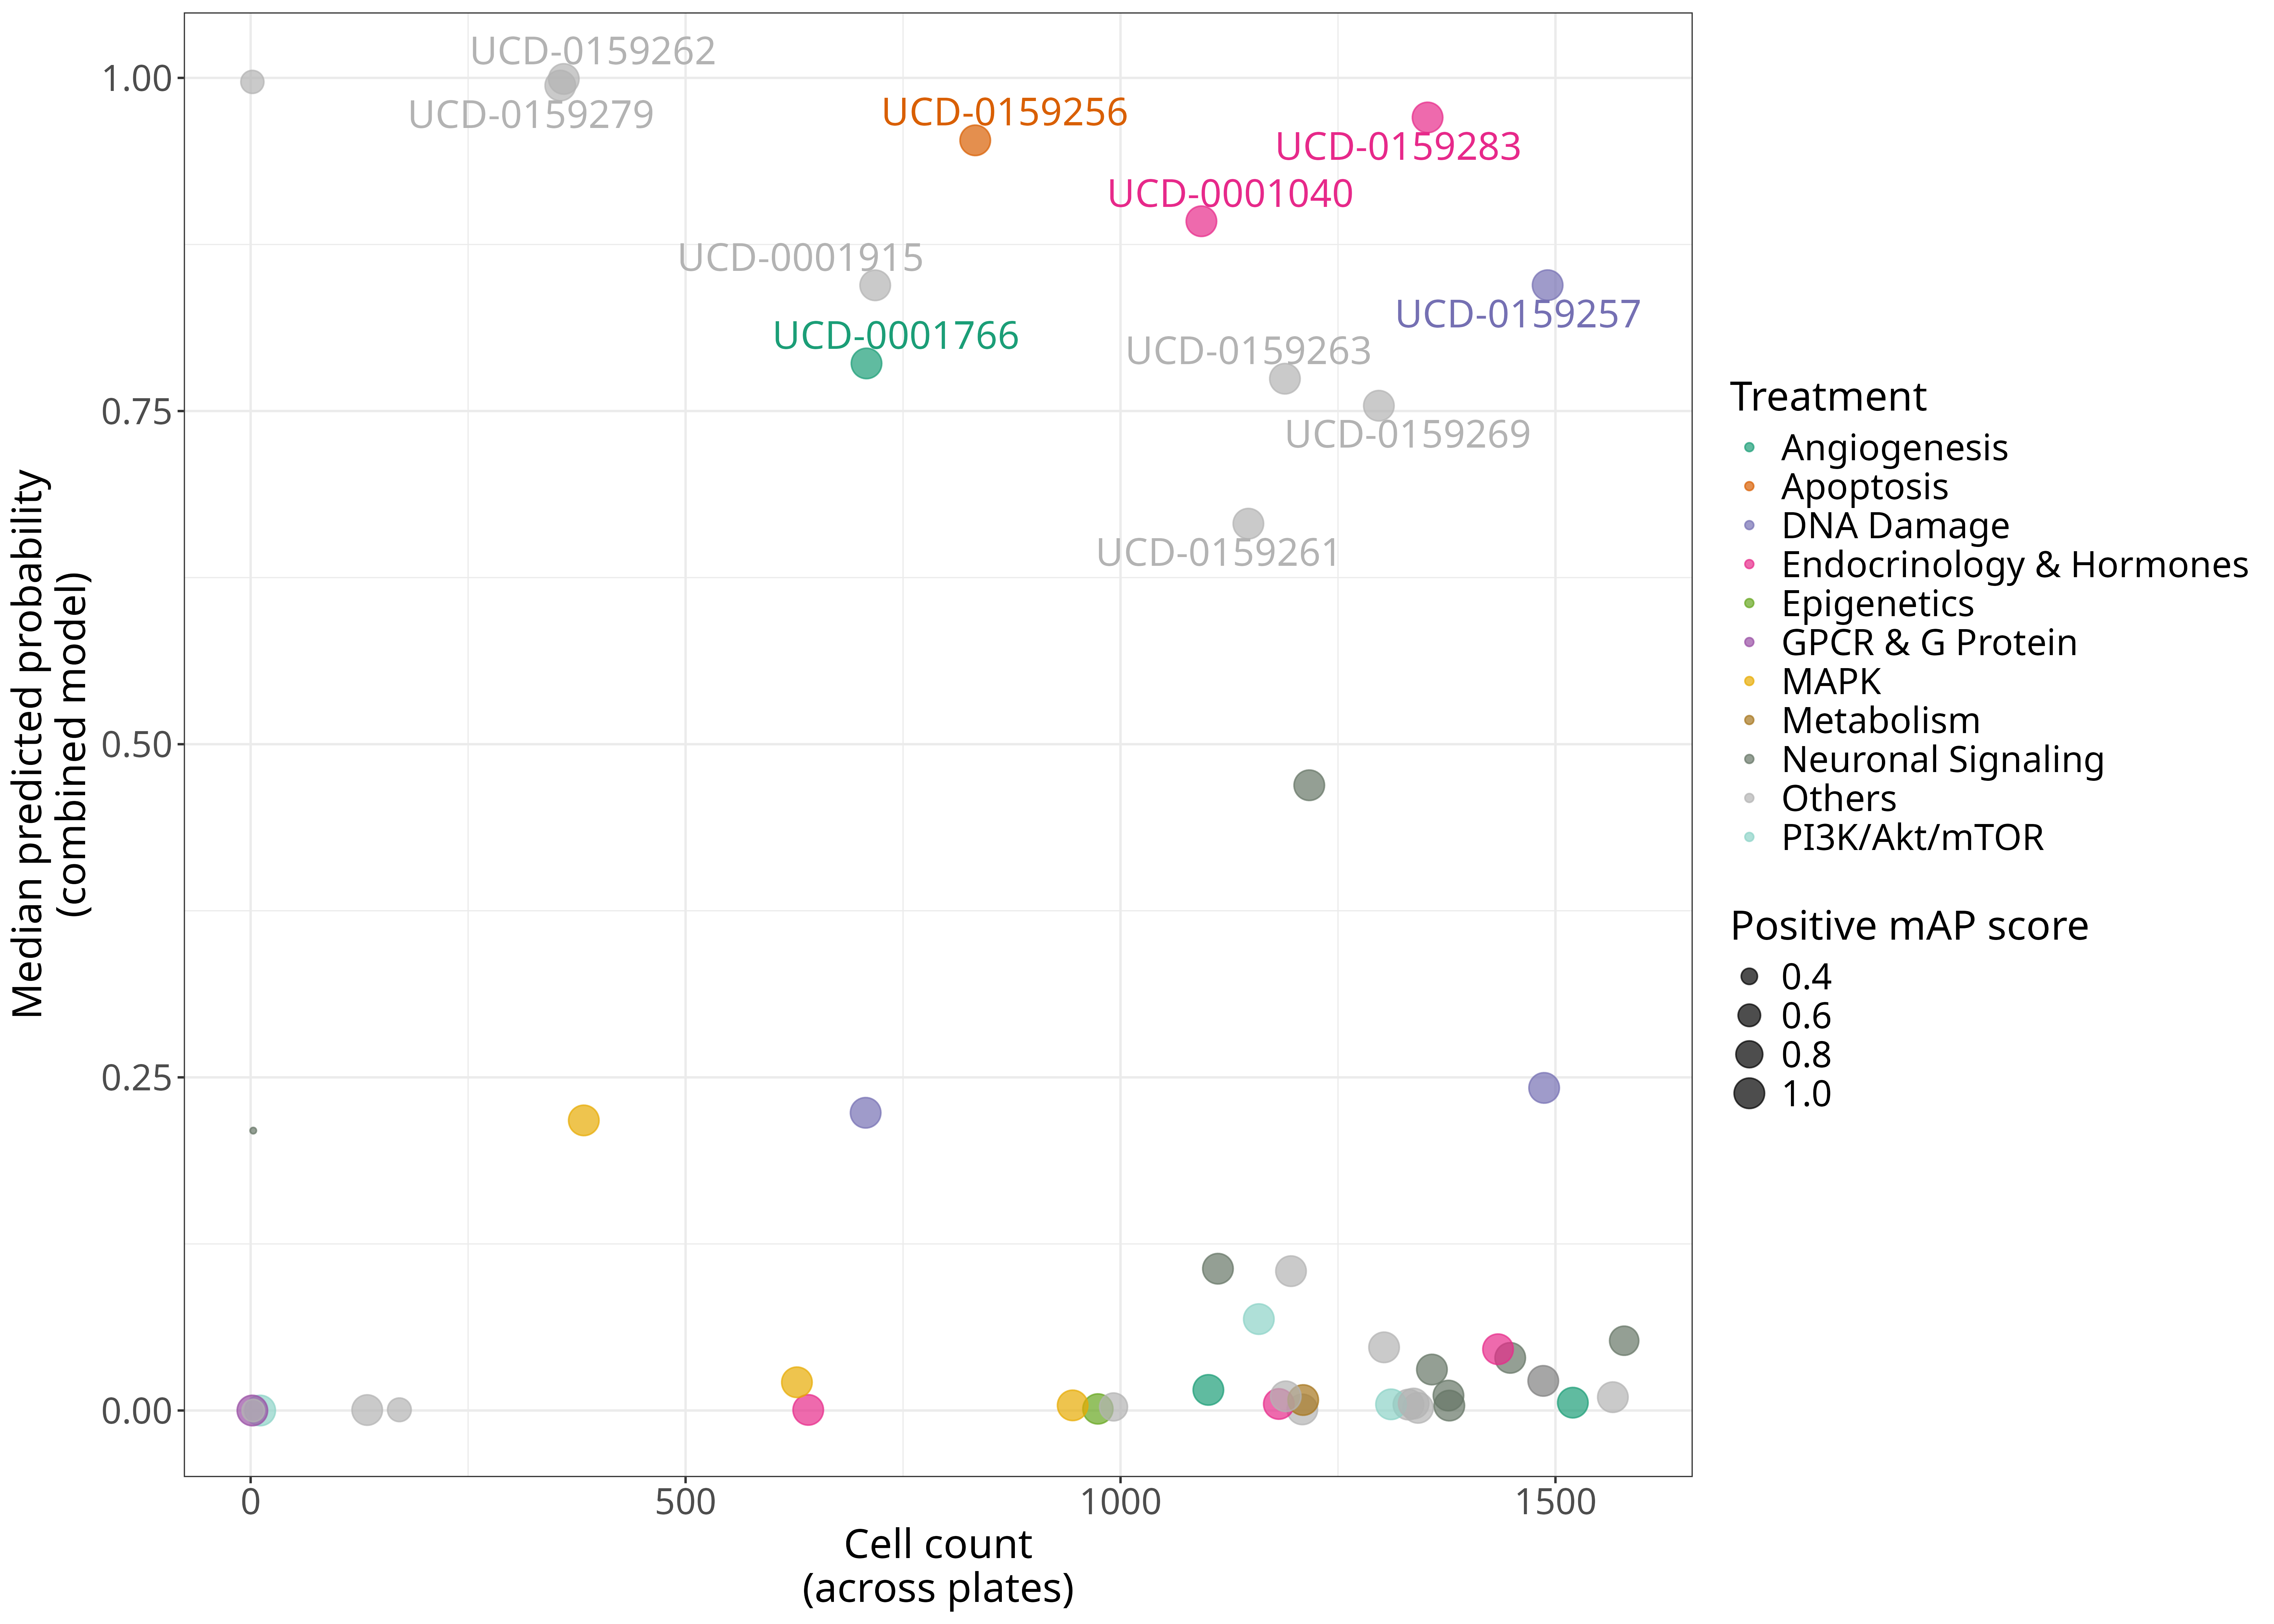 UCD-0159262
1.00
UCD-0159279
UCD-0159256
UCD-0159283
UCD-0001040
UCD-0001915
UCD-0159257
UCD-0001766
UCD-0159263
0.75
UCD-0159269
UCD-0159261
0.50
0.25
0.00
Median predicted probability
(combined model)
0
500
1000
1500
Cell count
(across plates)
Treatment
Angiogenesis
Apoptosis
DNA Damage
Endocrinology & Hormones
Epigenetics
GPCR & G Protein
MAPK
Metabolism
Neuronal Signaling
Others
PI3K/Akt/mTOR
Positive mAP score
0.4
0.6
0.8
1.0